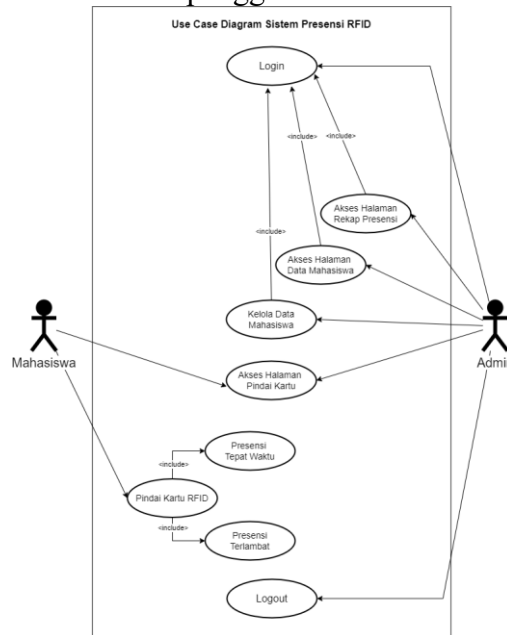 Use Case Diagram Sistem Presensi RFID
Login
<include>
<include>
Akses Halaman
Rekap Presensi
<include>
Akses Halaman
Data Mahasiswa
Kelola Data
Mahasiswa
Mahasiswa
Admin
Akses Halaman
Pindai Kartu
Presensi
Tepat Waktu
<include>
Pindai Kartu RFID
<include>
Presensi
Terlambat
Logout